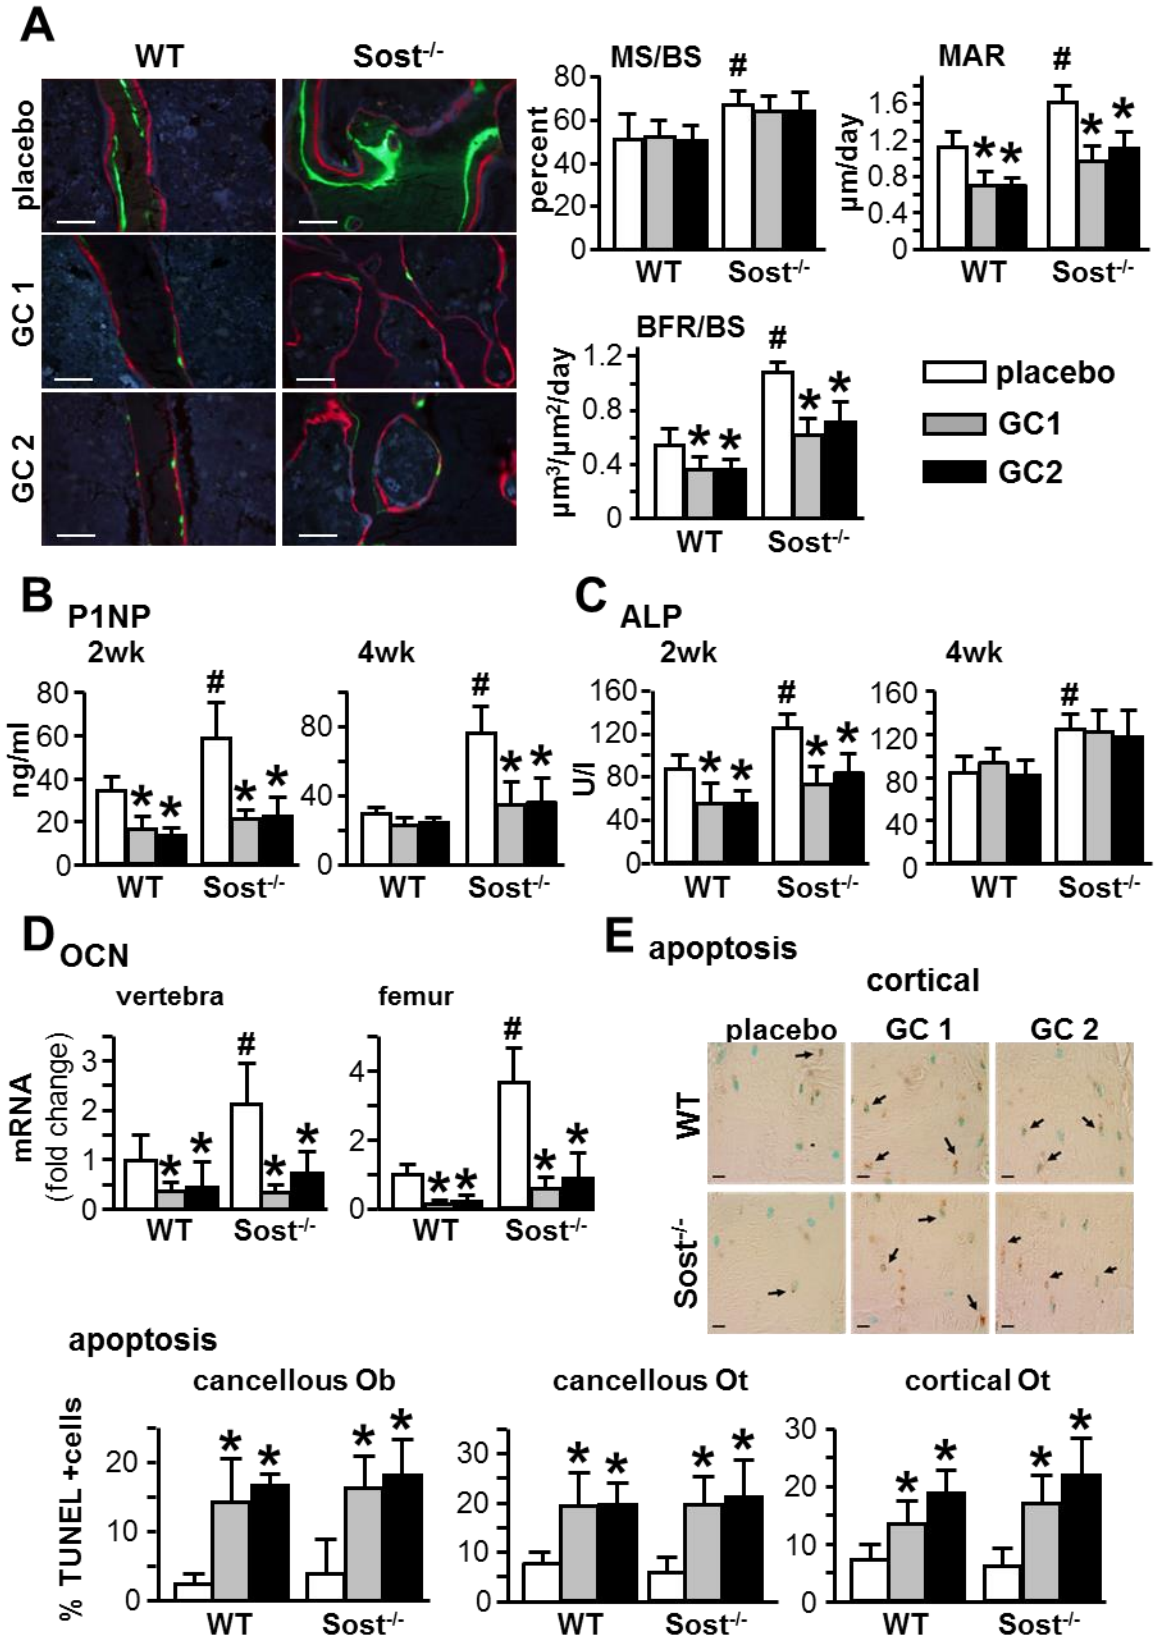 A
WT
Sost-/-
placebo
GC 1
GC 2
MS/BS
#
percent
80
60
40
20
0
WT
Sost-/-
MAR
#
* * * *
µm/day
1.6
1.2
0.8
0.4
0
WT
Sost-/-
BFR/BS
#
* * * *
µm3/µm2/day
1.2
0.8
0.4
0
WT
Sost-/-
placebo
GC1
GC2
B
P1NP
2wk
#
* * * *
ng/ml
80
60
40
20
0
WT
Sost-/-
4wk
#
* *
80
40
0
WT
Sost-/-
C
ALP
2wk
#
* * * *
U/l
160
120
80
40
0
WT
Sost-/-
4wk
#
160
120
80
40
0
WT
Sost-/-
D
OCN
vertebra
#
* * * *
mRNA
(fold change)
3
2
1
0
WT
Sost-/-
femur
#
* * * *
4
2
0
WT
Sost-/-
E
apoptosis
cortical
placebo
GC 1
GC 2
WT
Sost-/-
apoptosis
cancellous Ob
* * * *
% TUNEL +cells
20
10
0
WT
Sost-/-
cancellous Ot
* * * *
30
20
10
0
WT
Sost-/-
cortical Ot
* * * *
30
20
10
0
WT
Sost-/-